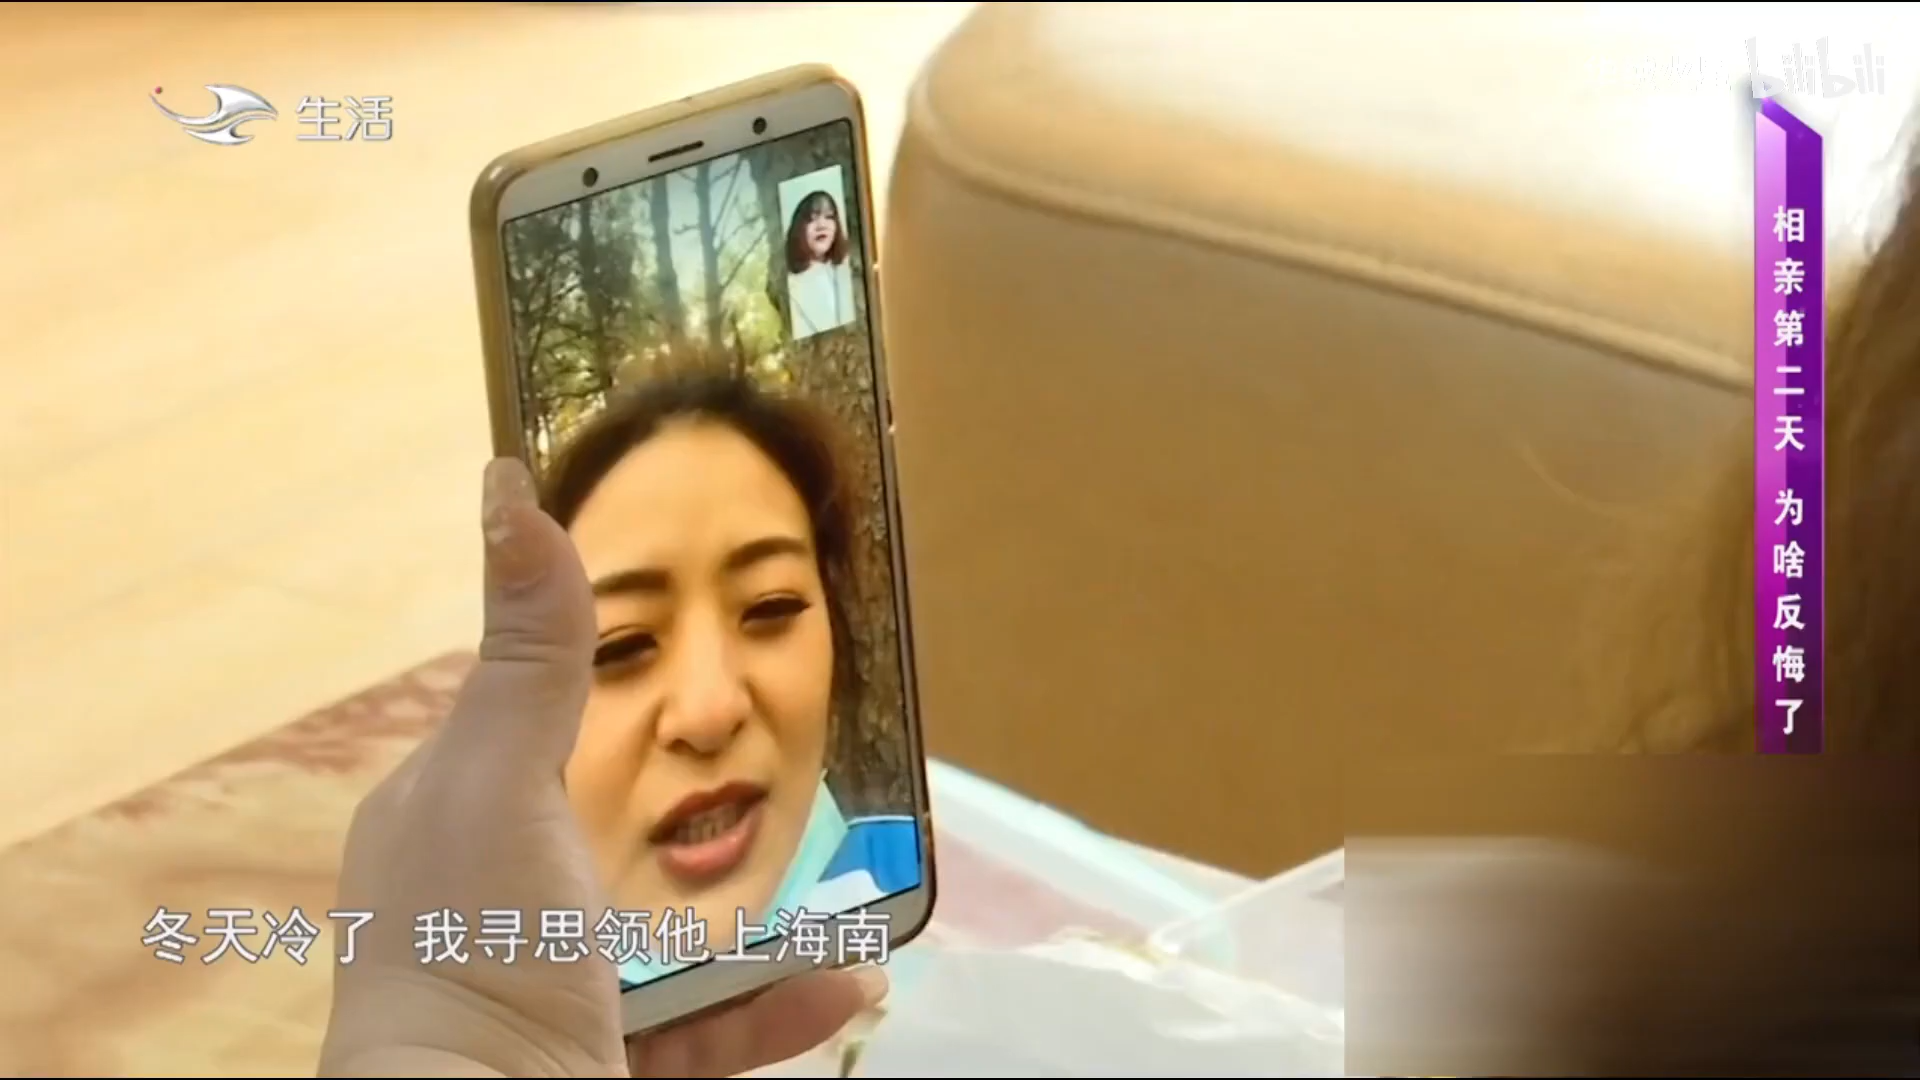 生活
bilibili
相亲第二天 为啥反悔了
冬天冷了 我寻思领他上海南